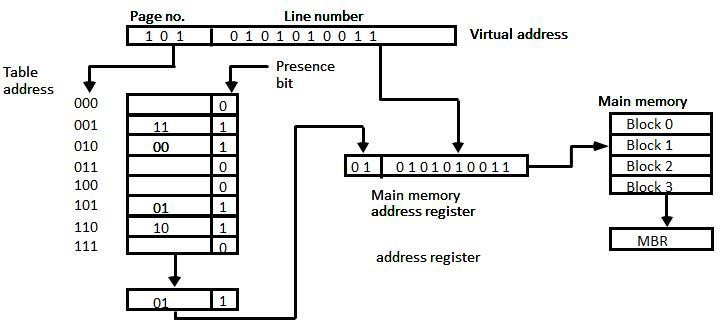 Page no. Line number
1 0 1 0 1 0 1 0 1 0 0 1 1 Virtual address
Table
address
Presence
bit
000 0
001 11 1
010 00 1
011 0
100 0
101 01 1
110 10 1
111 0
01 1
0 1 0 1 0 1 0 1 0 0 1 1
Main memory
address register
address register
Main memory
Block 0
Block 1
Block 2
Block 3
MBR